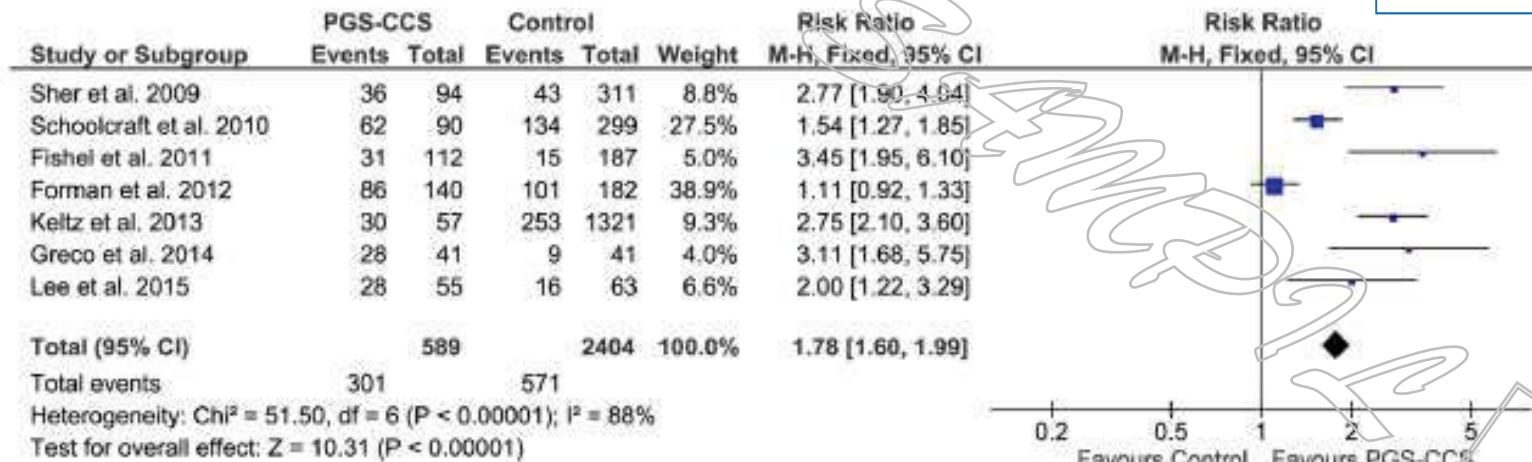 PGS-CCS Control Risk Ratio Risk Ratio
Study or Subgroup Events Total Events Total Weight M-H, Fixed, 95% CI M-H, Fixed, 95% CI
Sher et al. 2009 36 94 43 311 8.8% 2.77 [1.90, 4.04]
Schoolcraft et al. 2010 62 90 134 299 27.5% 1.54 [1.27, 1.85]
Fishel et al. 2011 31 112 15 187 5.0% 3.45 [1.95, 6.10]
Forman et al. 2012 86 140 101 182 38.9% 1.11 [0.92, 1.33]
Keltz et al. 2013 30 57 253 1321 9.3% 2.75 [2.10, 3.60]
Greco et al. 2014 28 41 9 41 4.0% 3.11 [1.68, 5.75]
Lee et al. 2015 28 55 16 63 6.6% 2.00 [1.22, 3.29]
Total (95% CI) 589 2404 100.0% 1.78 [1.60, 1.99]
Total events 301 571
Heterogeneity: Chi² = 51.50, df = 6 (P < 0.00001); I² = 88%
Test for overall effect: Z = 10.31 (P < 0.00001)
0.2 0.5 1 2 5
Favours Control Favours PGS-CCS